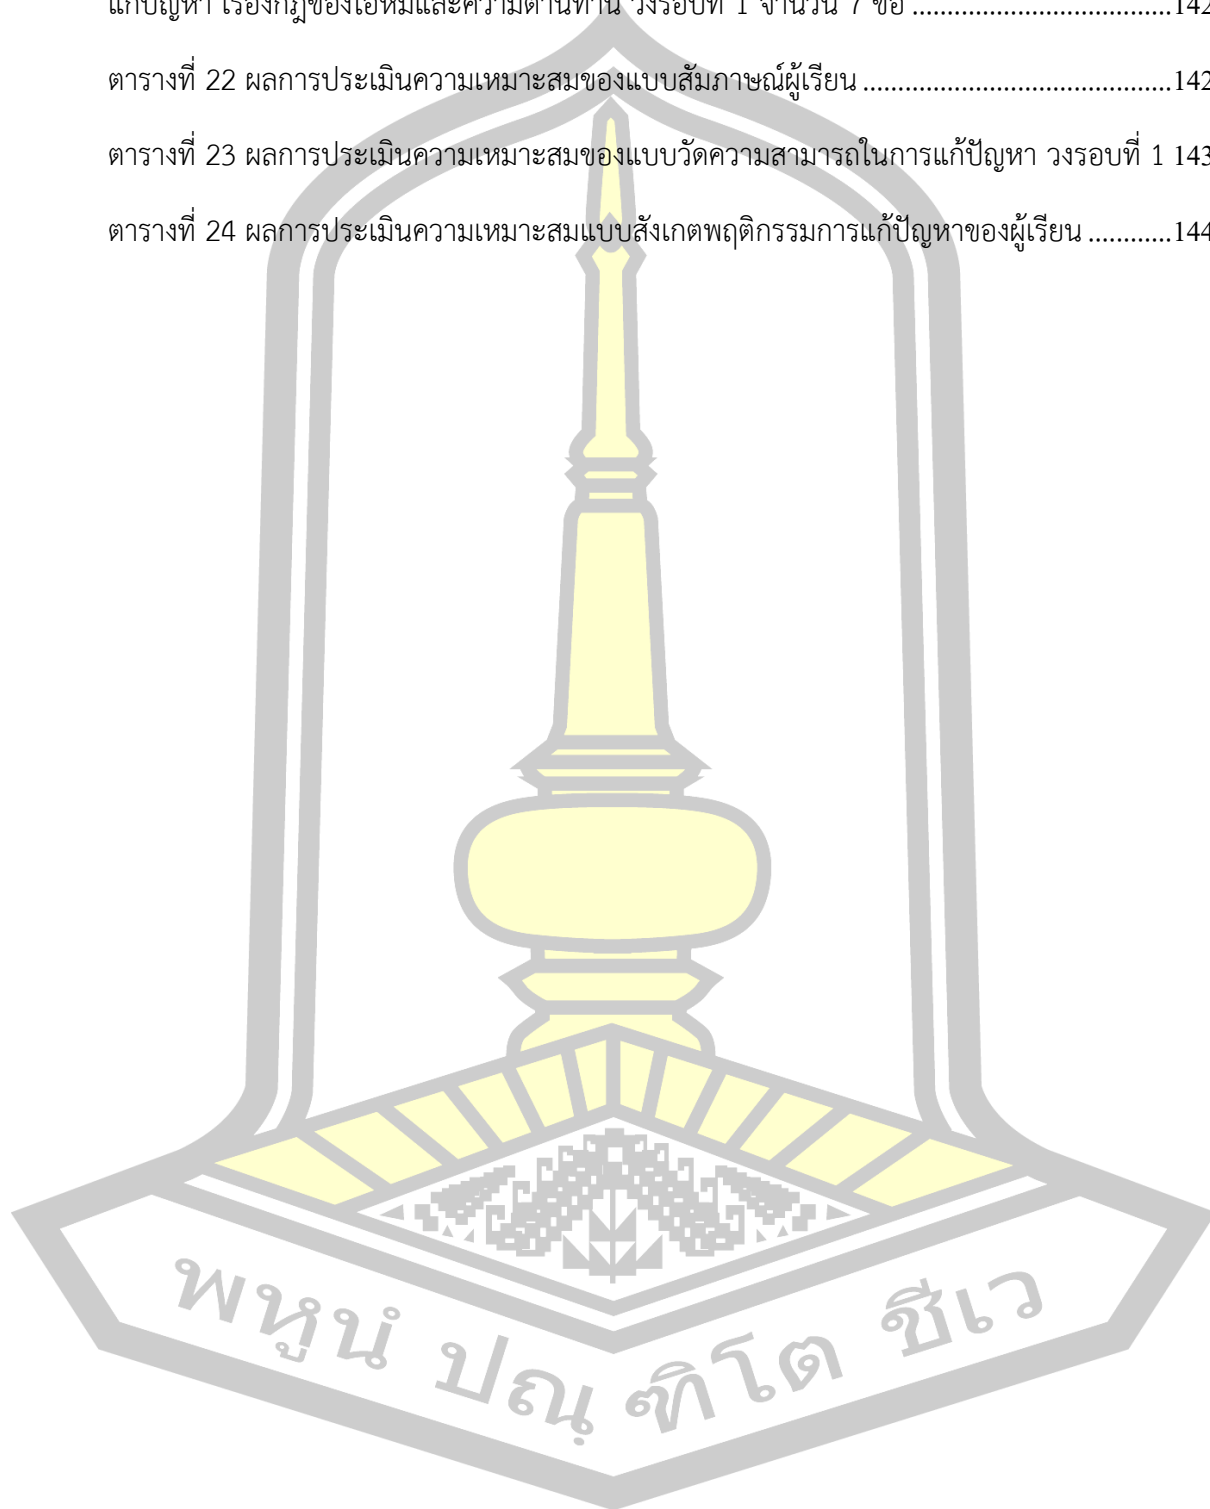 แก้ปัญหา เรื่องกฎของโอห์มและความต้านทาน วงรอบที่ 1 จำนวน 7 ข้อ .....................................142
ตารางที่ 22 ผลการประเมินความเหมาะสมของแบบสัมภาษณ์ผู้เรียน ............................................142
ตารางที่ 23 ผลการประเมินความเหมาะสมของแบบวัดความสามารถในการแก้ปัญหา วงรอบที่ 1 143
ตารางที่ 24 ผลการประเมินความเหมาะสมแบบสังเกตพฤติกรรมการแก้ปัญหาของผู้เรียน ............144
พหูนํ ปณฺฑิโต ชีเว